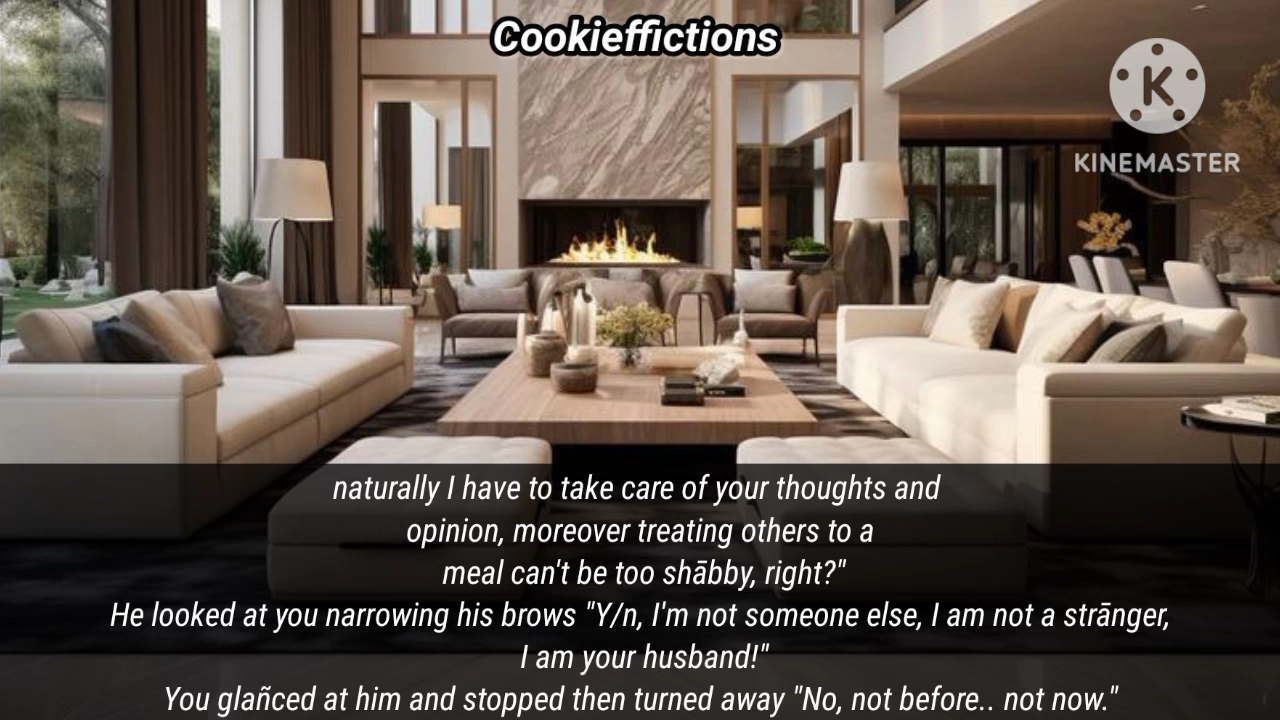 Cookieffictions
K
KINEMASTER
naturally I have to take care of your thoughts and
opinion, moreover treating others to a
meal can't be too shābby, right?"
He looked at you narrowing his brows "Y/n, I'm not someone else, I am not a strānger,
I am your husband!"
You glañced at him and stopped then turned away "No, not before.. not now."